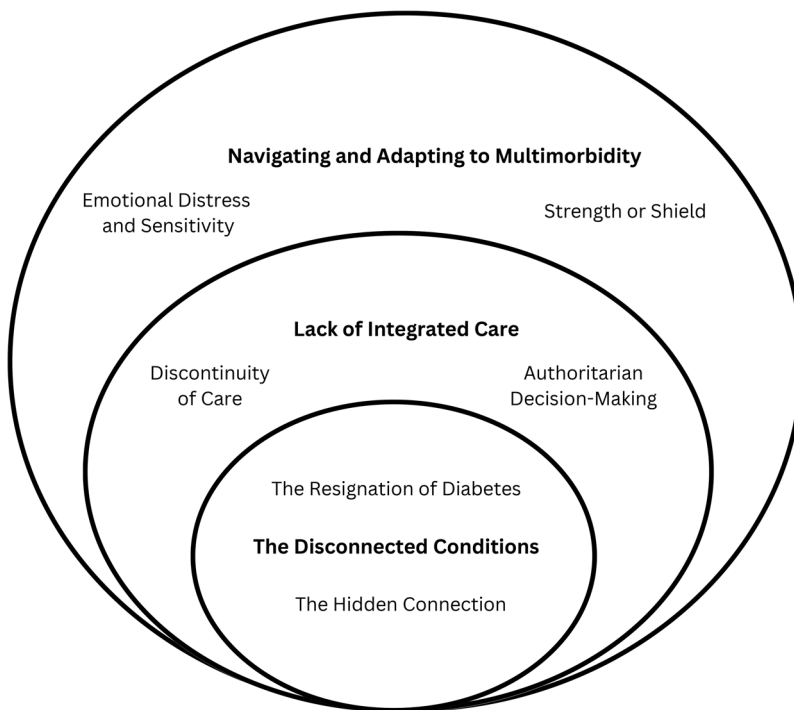 Navigating and Adapting to Multimorbidity
Emotional Distress
and Sensitivity
Strength or Shield
Lack of Integrated Care
Discontinuity
of Care
Authoritarian
Decision-Making
The Resignation of Diabetes
The Disconnected Conditions
The Hidden Connection